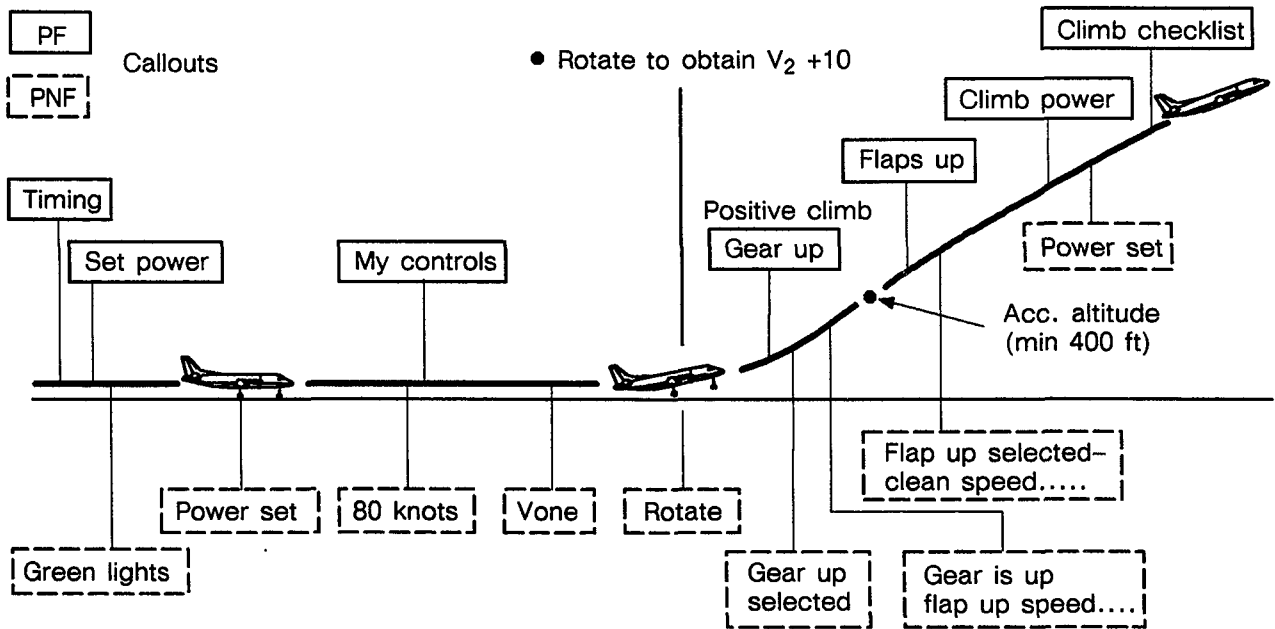 PF
Callouts
PNF
● Rotate to obtain V₂ +10
Climb checklist
Climb power
Flaps up
Timing
Positive climb
Gear up
Set power
My controls
Power set
Acc. altitude
(min 400 ft)
Flap up selected–
clean speed.....
Power set
80 knots
Vone
Rotate
Green lights
Gear up
selected
Gear is up
flap up speed....